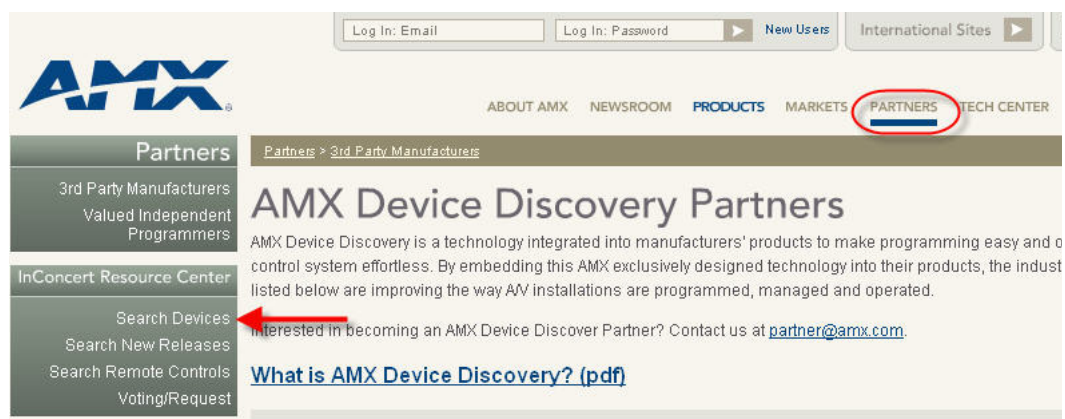 Log In: Email
Log In: Password
New Users
International Sites
AMX
ABOUT AMX NEWSROOM PRODUCTS MARKETS PARTNERS TECH CENTER
Partners
3rd Party Manufacturers
Valued Independent
Programmers
InConcert Resource Center
Search Devices
Search New Releases
Search Remote Controls
Voting/Request
Partners > 3rd Party Manufacturers
AMX Device Discovery Partners
AMX Device Discovery is a technology integrated into manufacturers' products to make programming easy and o
control system effortless. By embedding this AMX exclusively designed technology into their products, the indust
listed below are improving the way A/V installations are programmed, managed and operated.
Interested in becoming an AMX Device Discover Partner? Contact us at partner@amx.com.
What is AMX Device Discovery? (pdf)